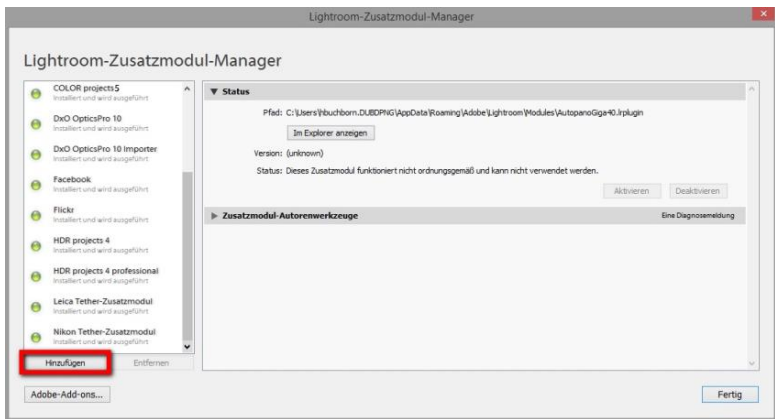 Lightroom-Zusatzmodul-Manager
Lightroom-Zusatzmodul-Manager
COLOR projects5
Installiert und wird ausgeführt
DxO OpticsPro 10
Installiert und wird ausgeführt
DxO OpticsPro 10 Importer
Installiert und wird ausgeführt
Facebook
Installiert und wird ausgeführt
Flickr
Installiert und wird ausgeführt
HDR projects 4
Installiert und wird ausgeführt
HDR projects 4 professional
Installiert und wird ausgeführt
Leica Tether-Zusatzmodul
Installiert und wird ausgeführt
Nikon Tether-Zusatzmodul
Installiert und wird ausgeführt
Hinzufügen
Entfernen
Adobe-Add-ons...
Status
Pfad: C:\Users\hbuchborn.DUBDPNG\AppData\Roaming\Adobe\Lightroom\Modules\AutopanoGiga40.lrplugin
Im Explorer anzeigen
Version: (unknown)
Status: Dieses Zusatzmodul funktioniert nicht ordnungsgemäß und kann nicht verwendet werden.
Aktivieren
Deaktivieren
Zusatzmodul-Autorenwerkzeuge
Eine Diagnosemeldung
Fertig